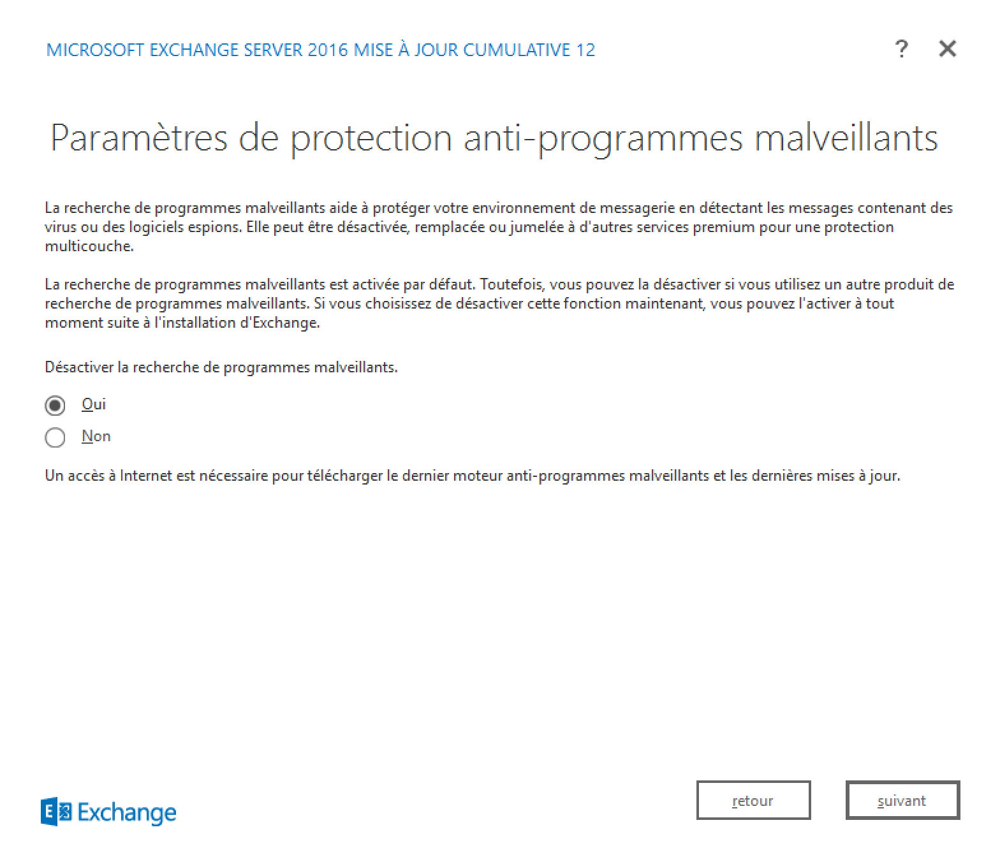 MICROSOFT EXCHANGE SERVER 2016 MISE À JOUR CUMULATIVE 12
?
Paramètres de protection anti-programmes malveillants
La recherche de programmes malveillants aide à protéger votre environnement de messagerie en détectant les messages contenant des
virus ou des logiciels espions. Elle peut être désactivée, remplacée ou jumelée à d'autres services premium pour une protection
multicouche.
La recherche de programmes malveillants est activée par défaut. Toutefois, vous pouvez la désactiver si vous utilisez un autre produit de
recherche de programmes malveillants. Si vous choisissez de désactiver cette fonction maintenant, vous pouvez l'activer à tout
moment suite à l'installation d'Exchange.
Désactiver la recherche de programmes malveillants.
Oui
Non
Un accès à Internet est nécessaire pour télécharger le dernier moteur anti-programmes malveillants et les dernières mises à jour.
E Exchange
retour
suivant